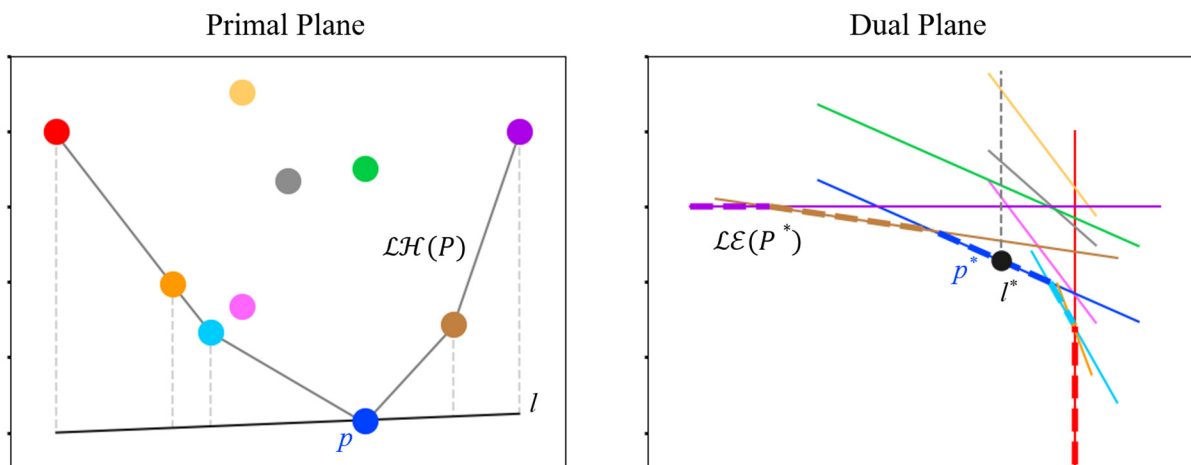 Primal Plane
Dual Plane
ℒℋ(P)
l
p
ℒℰ(P*)
p*
l*